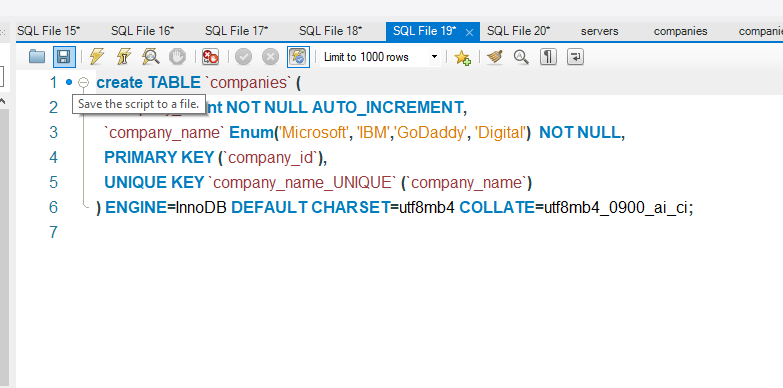 SQL File 15* SQL File 16* SQL File 17* SQL File 18* SQL File 19* SQL File 20* servers companies companie
Limit to 1000 rows
1 create TABLE `companies` (
Save the script to a file.
2 NOT NULL AUTO_INCREMENT,
3 `company_name` Enum('Microsoft', 'IBM','GoDaddy', 'Digital') NOT NULL,
4 PRIMARY KEY (`company_id`),
5 UNIQUE KEY `company_name_UNIQUE` (`company_name`)
6 ) ENGINE=InnoDB DEFAULT CHARSET=utf8mb4 COLLATE=utf8mb4_0900_ai_ci;
7